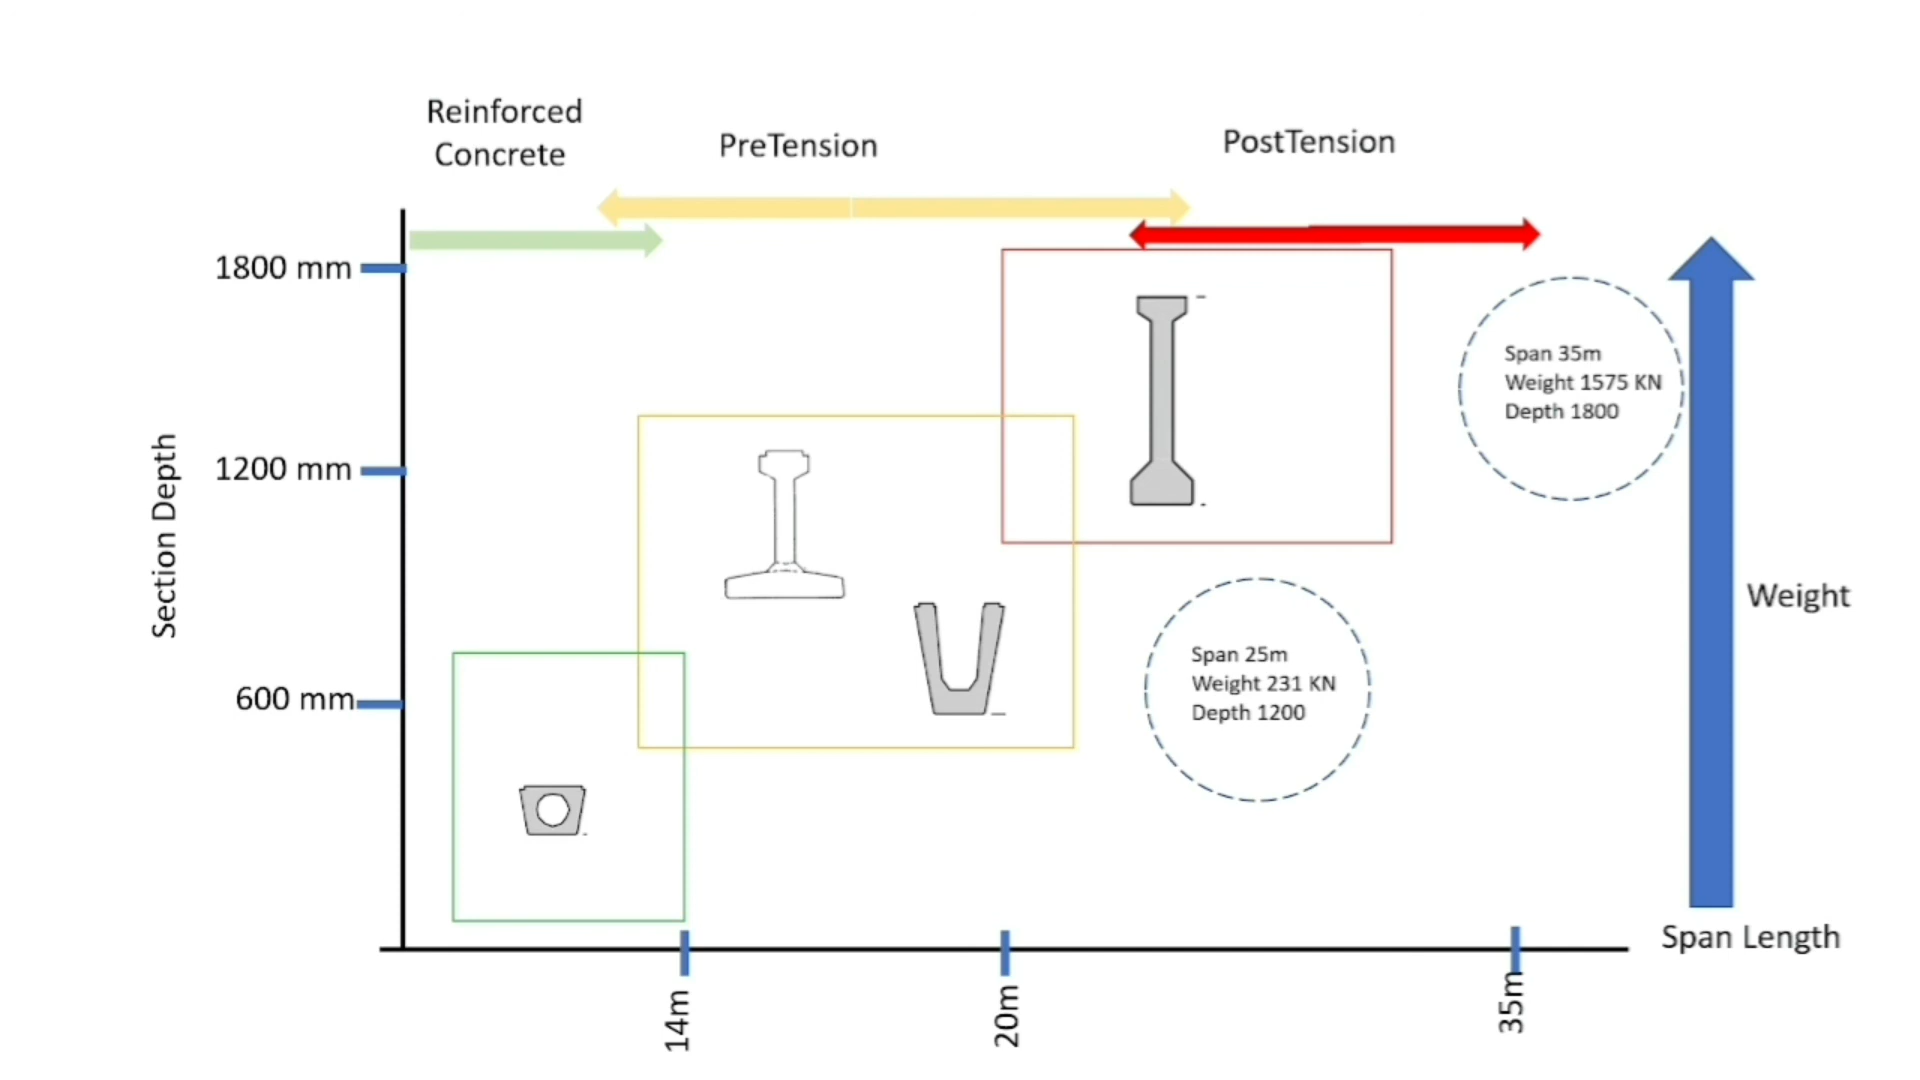 Reinforced
Concrete
PreTension
PostTension
1800 mm
1200 mm
600 mm
Section Depth
Span 35m
Weight 1575 KN
Depth 1800
Span 25m
Weight 231 KN
Depth 1200
Weight
Span Length
14m
20m
35m